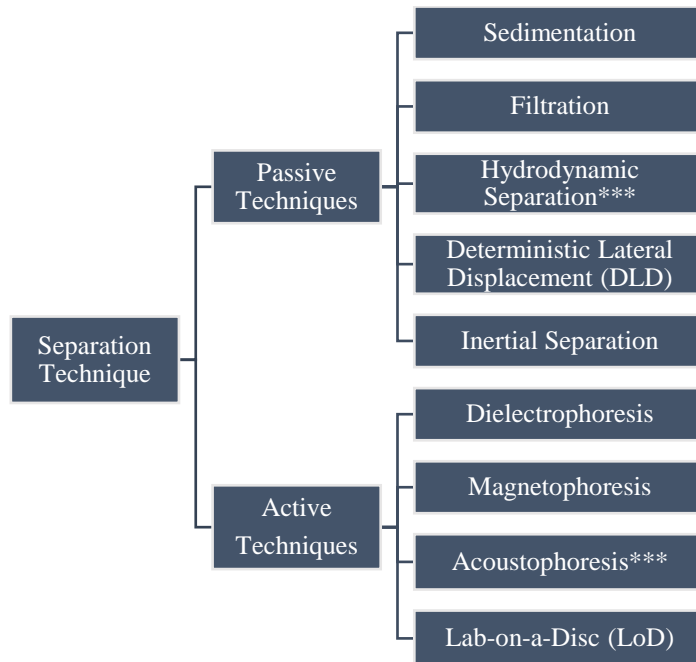 Separation
Technique
Passive
Techniques
Sedimentation
Filtration
Hydrodynamic
Separation***
Deterministic Lateral
Displacement (DLD)
Inertial Separation
Active
Techniques
Dielectrophoresis
Magnetophoresis
Acoustophoresis***
Lab-on-a-Disc (LoD)